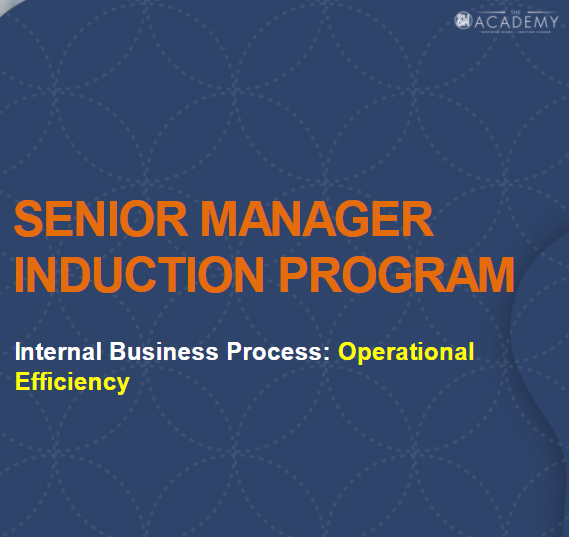 THE
ACADEMY
SENIOR MANAGER
INDUCTION PROGRAM
Internal Business Process: Operational
Efficiency